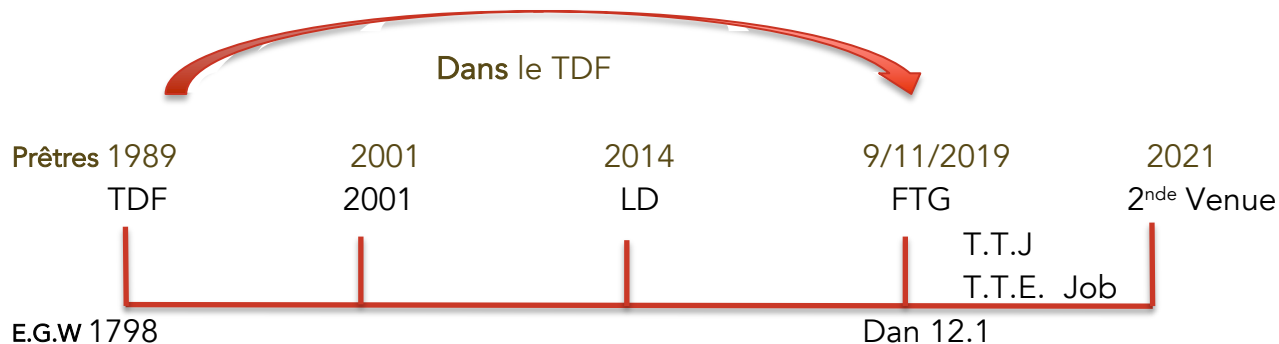 Dans le TDF
Prêtres 1989 2001 2014 9/11/2019 2021
TDF 2001 LD FTG 2nde Venue
T.T.J
T.T.E. Job
E.G.W 1798 Dan 12.1